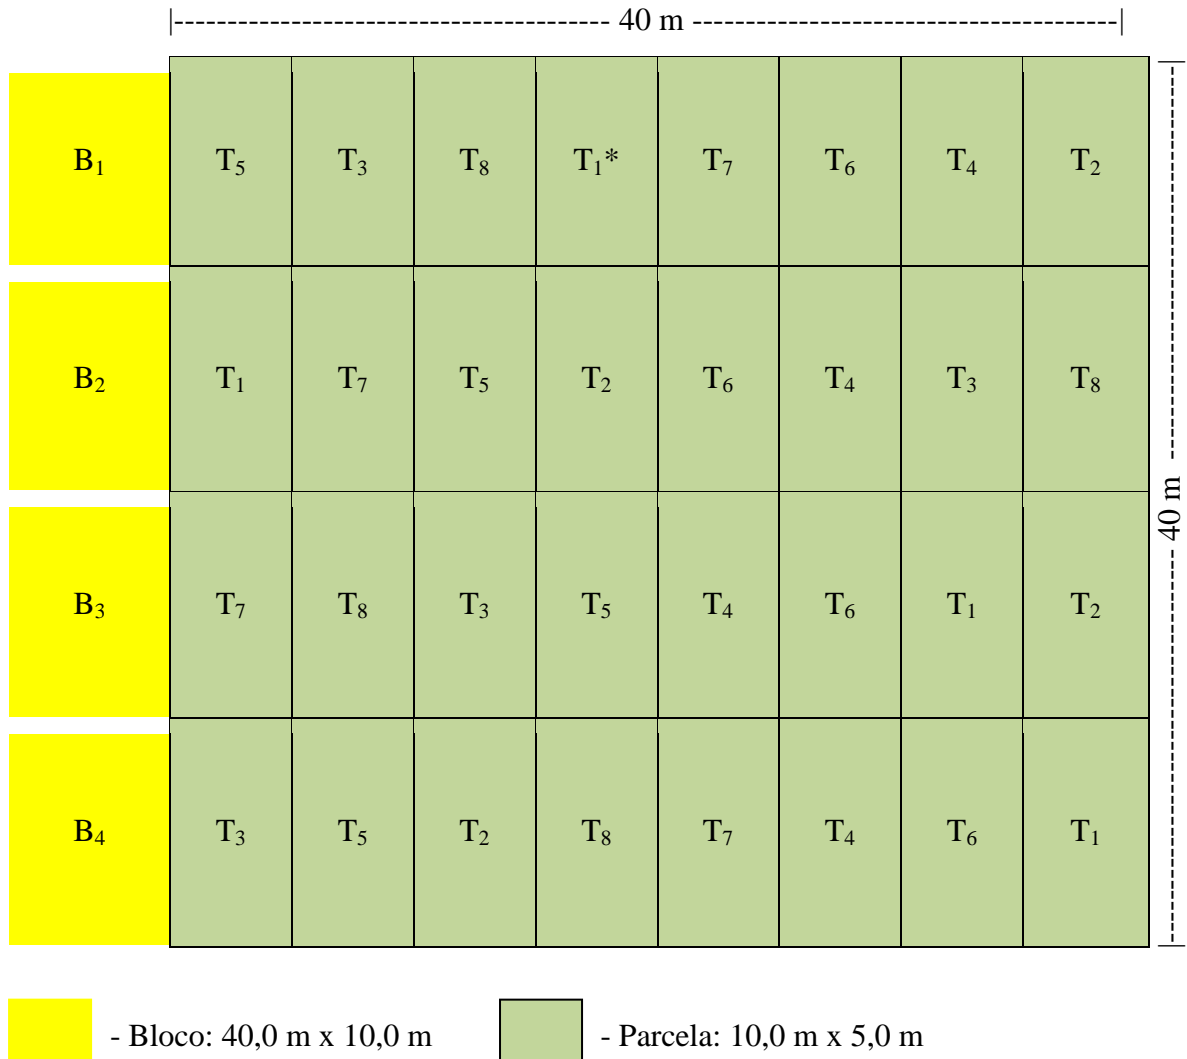 40 m
B₁ T₅ T₃ T₈ T₁* T₇ T₆ T₄ T₂
B₂ T₁ T₇ T₅ T₂ T₆ T₄ T₃ T₈
40 m
B₃ T₇ T₈ T₃ T₅ T₄ T₆ T₁ T₂
B₄ T₃ T₅ T₂ T₈ T₇ T₄ T₆ T₁
- Bloco: 40,0 m x 10,0 m - Parcela: 10,0 m x 5,0 m